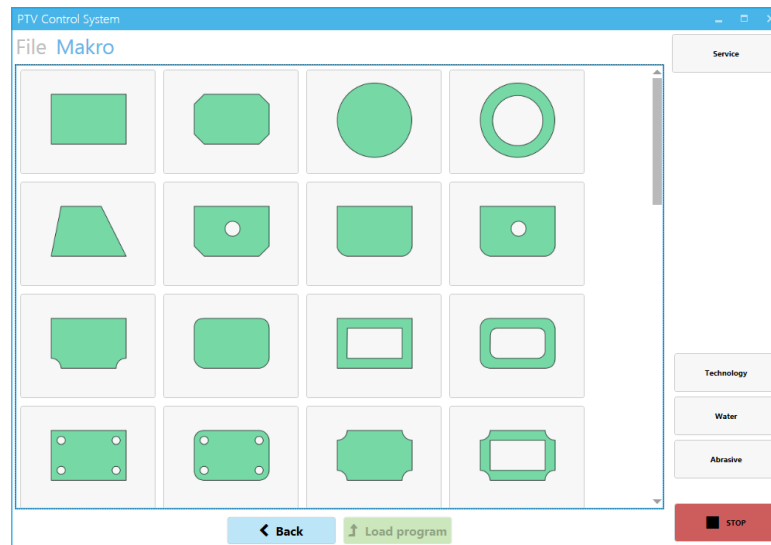 PTV Control System
File Makro
Service
Technology
Water
Abrasive
Back
Load program
STOP